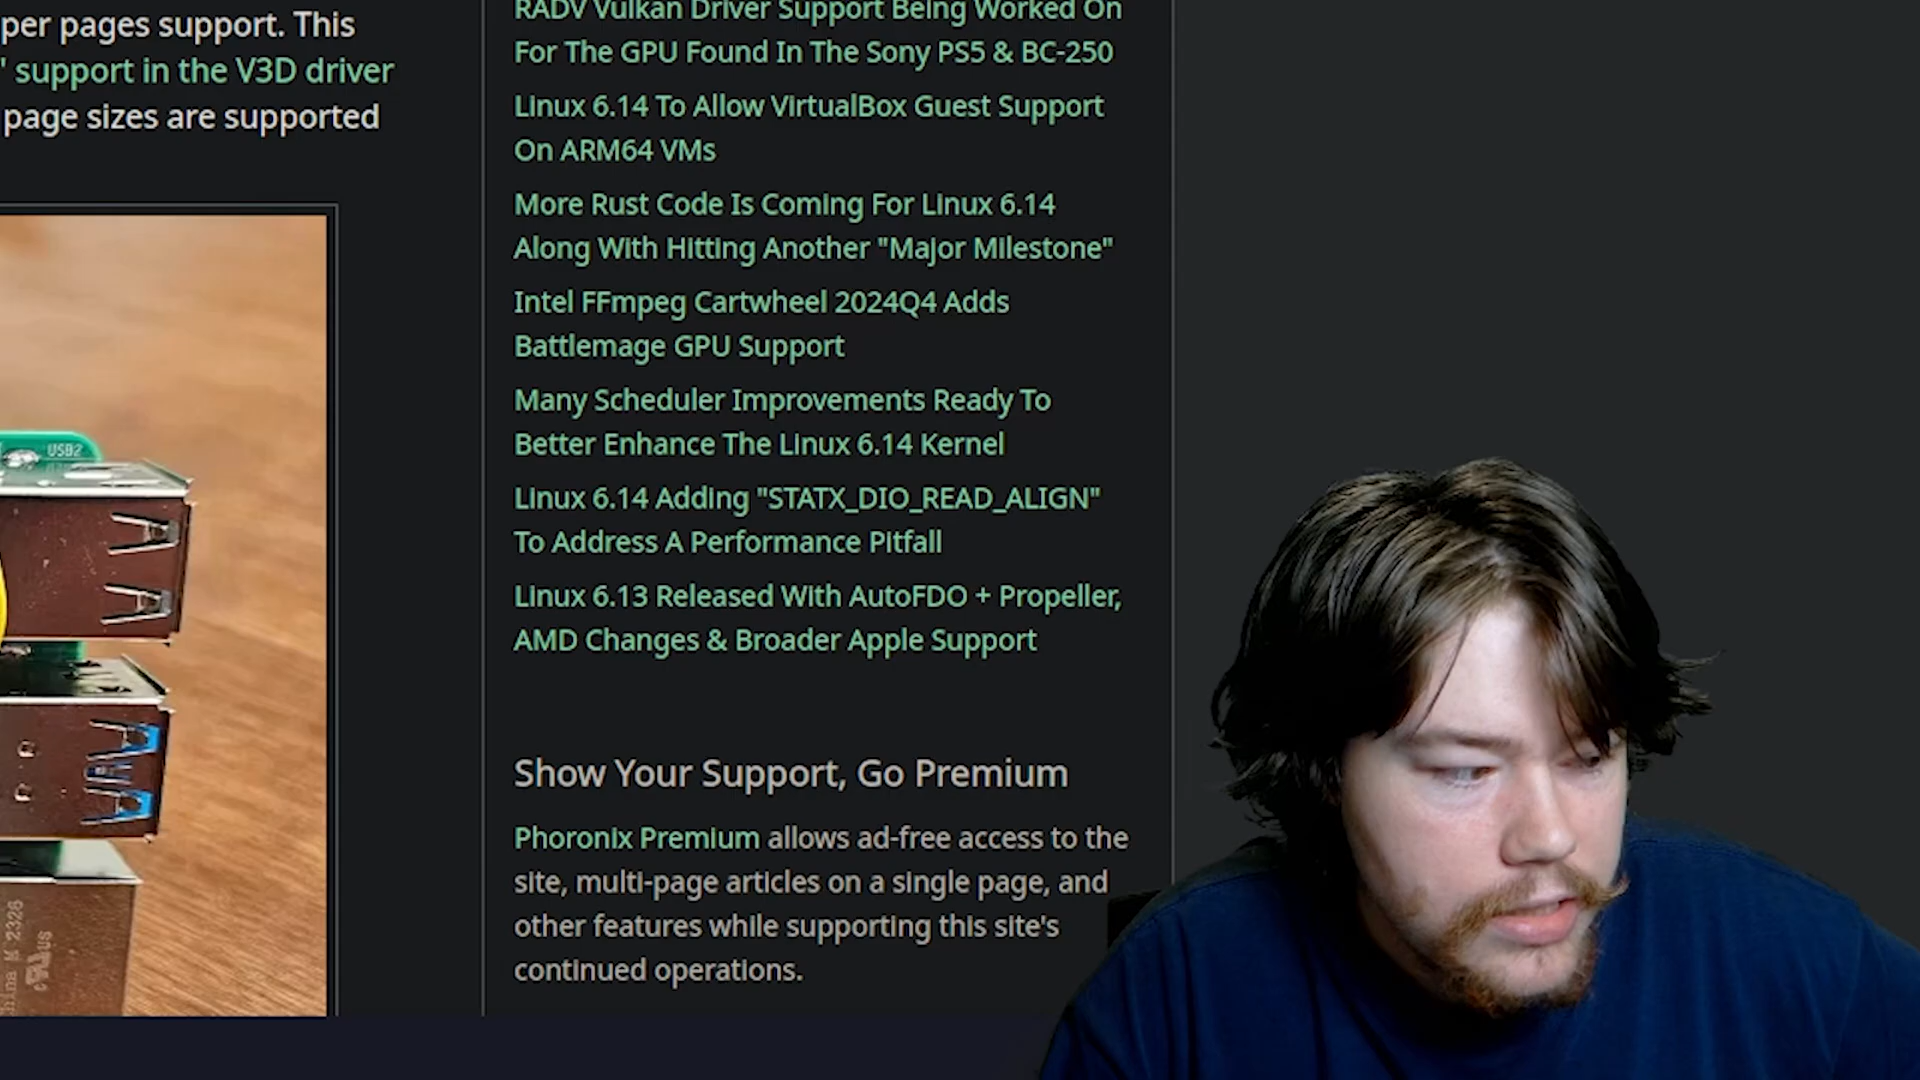 per pages support. This
' support in the V3D driver
page sizes are supported
USB2
RADV Vulkan Driver Support Being Worked On
For The GPU Found In The Sony PS5 & BC-250
Linux 6.14 To Allow VirtualBox Guest Support
On ARM64 VMs
More Rust Code Is Coming For Linux 6.14
Along With Hitting Another "Major Milestone"
Intel FFmpeg Cartwheel 2024Q4 Adds
Battlemage GPU Support
Many Scheduler Improvements Ready To
Better Enhance The Linux 6.14 Kernel
Linux 6.14 Adding "STATX_DIO_READ_ALIGN"
To Address A Performance Pitfall
Linux 6.13 Released With AutoFDO + Propeller,
AMD Changes & Broader Apple Support
Show Your Support, Go Premium
Phoronix Premium allows ad-free access to the
site, multi-page articles on a single page, and
other features while supporting this site's
continued operations.